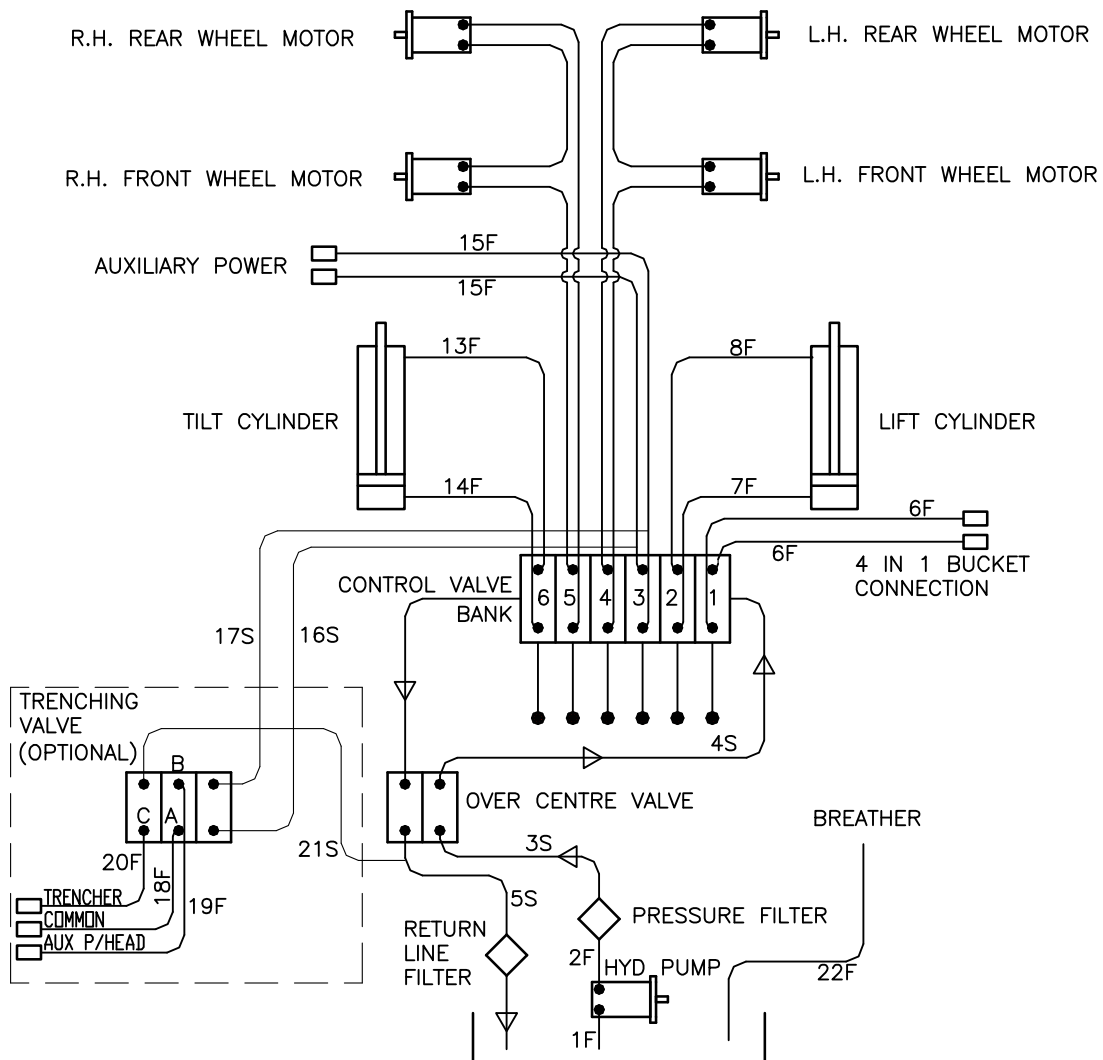 R.H. REAR WHEEL MOTOR
L.H. REAR WHEEL MOTOR
R.H. FRONT WHEEL MOTOR
L.H. FRONT WHEEL MOTOR
15F
AUXILIARY POWER
15F
13F
8F
TILT CYLINDER
LIFT CYLINDER
14F
7F
6F
6F
4 IN 1 BUCKET
CONNECTION
CONTROL VALVE
BANK
6 5 4 3 2 1
17S
16S
TRENCHING
VALVE
(OPTIONAL)
4S
B
OVER CENTRE VALVE
C A
BREATHER
3S
21S
20F
18F
19F
5S
TRENCHER
COMMON
AUX P/HEAD
PRESSURE FILTER
RETURN
LINE
FILTER
2F
HYD PUMP
22F
1F